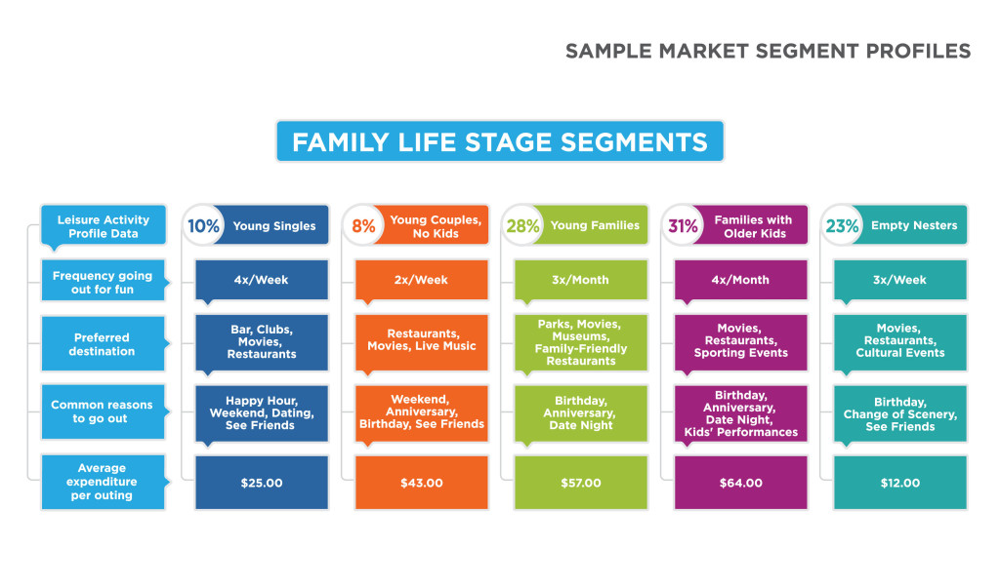 SAMPLE MARKET SEGMENT PROFILES
FAMILY LIFE STAGE SEGMENTS
Leisure Activity
Profile Data
10%
Young Singles
8%
Young Couples,
No Kids
28%
Young Families
31%
Families with
Older Kids
23%
Empty Nesters
Frequency going
out for fun
4x/Week
2x/Week
3x/Month
4x/Month
3x/Week
Preferred
destination
Bar, Clubs,
Movies,
Restaurants
Restaurants,
Movies, Live Music
Parks, Movies,
Museums,
Family-Friendly
Restaurants
Movies,
Restaurants,
Sporting Events
Movies,
Restaurants,
Cultural Events
Common reasons
to go out
Happy Hour,
Weekend, Dating,
See Friends
Weekend,
Anniversary,
Birthday, See Friends
Birthday,
Anniversary,
Date Night
Birthday,
Anniversary,
Date Night,
Kids' Performances
Birthday,
Change of Scenery,
See Friends
Average
expenditure
per outing
$25.00
$43.00
$57.00
$64.00
$12.00